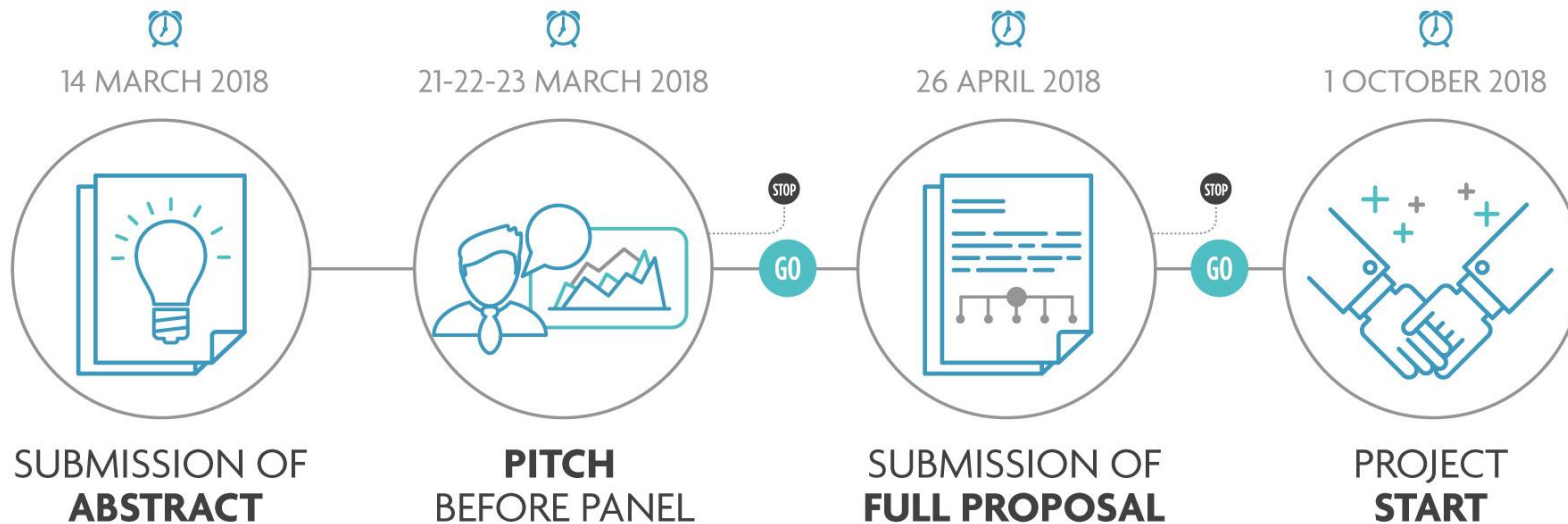 14 MARCH 2018
SUBMISSION OF
ABSTRACT
21-22-23 MARCH 2018
PITCH
BEFORE PANEL
STOP
GO
26 APRIL 2018
SUBMISSION OF
FULL PROPOSAL
STOP
GO
1 OCTOBER 2018
PROJECT
START